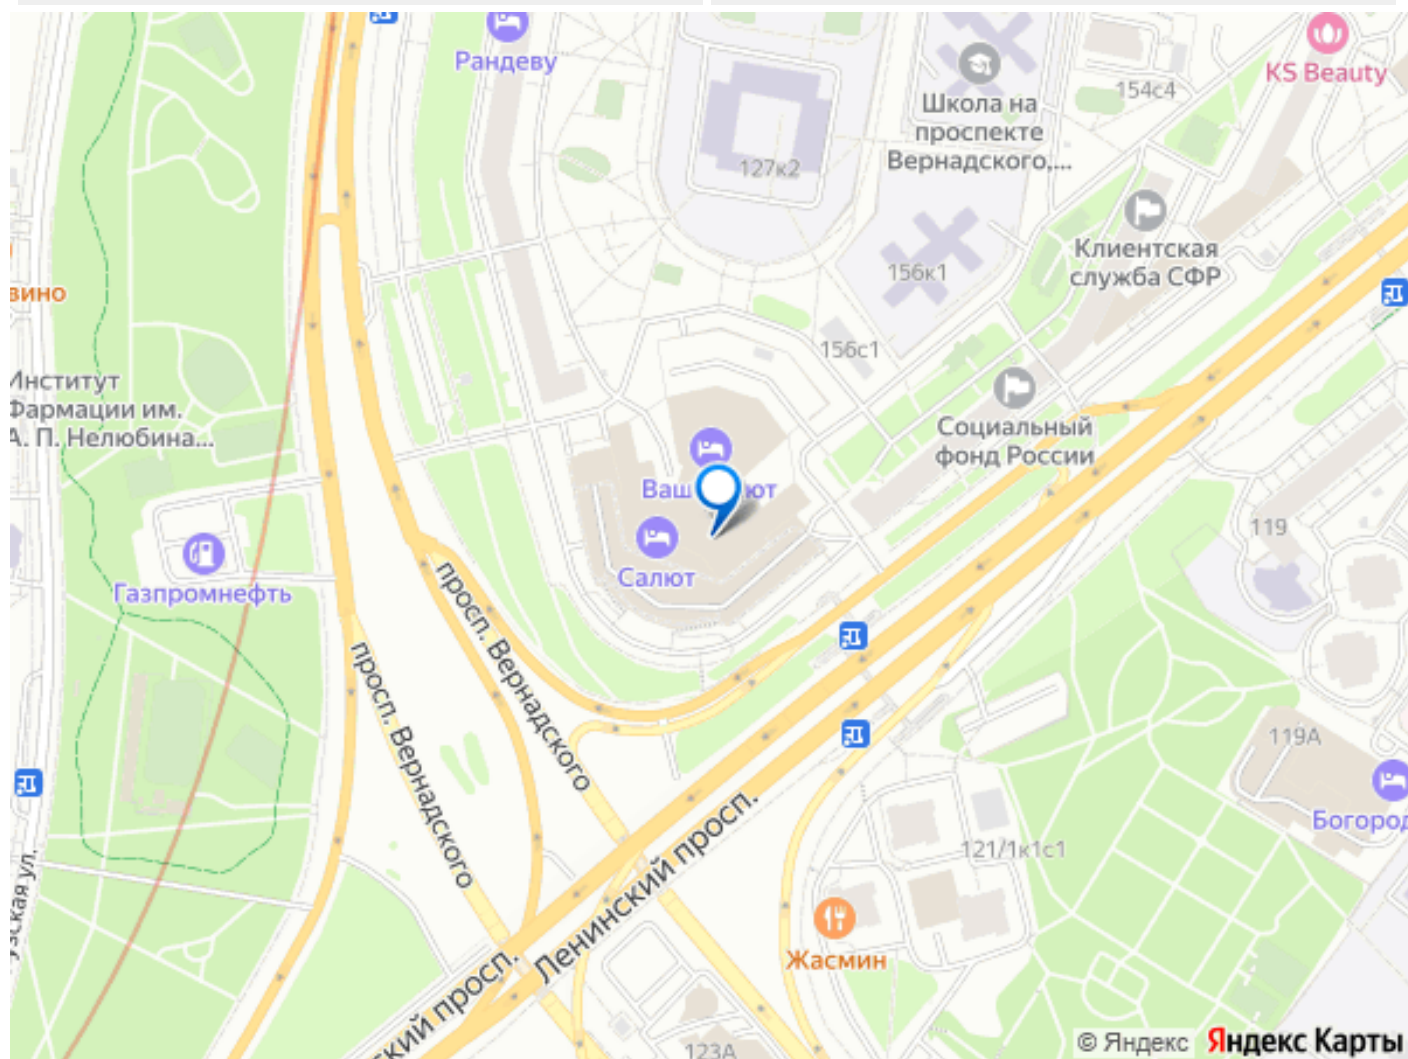 Рандеву
KS Beauty
154с4
Школа на
проспекте
Вернадского,...
127к2
Клиентская
служба СФР
156к1
вино
156с1
Институт
Фармации им.
А. П. Нелюбина...
Социальный
фонд России
Салют
119
Газпромнефть
просп. Вернадского
просп. Вернадского
119А
121/1к1с1
Ленинский просп.
Жасмин
123А
© Яндекс Яндекс Карты